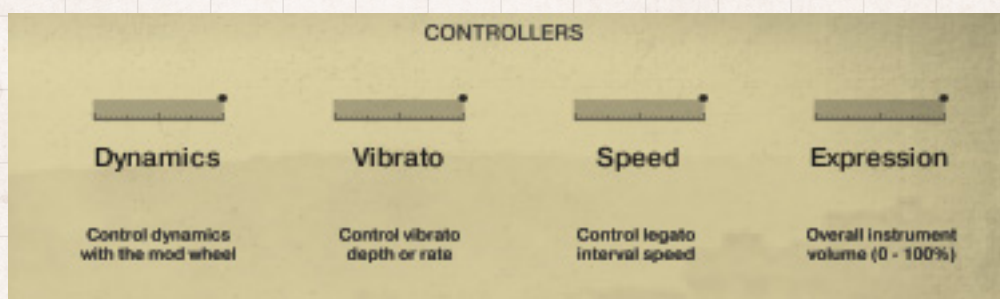 CONTROLLERS
Dynamics
Vibrato
Speed
Expression
Control dynamics
with the mod wheel
Control vibrato
depth or rate
Control legato
interval speed
Overall instrument
volume (0 - 100%)